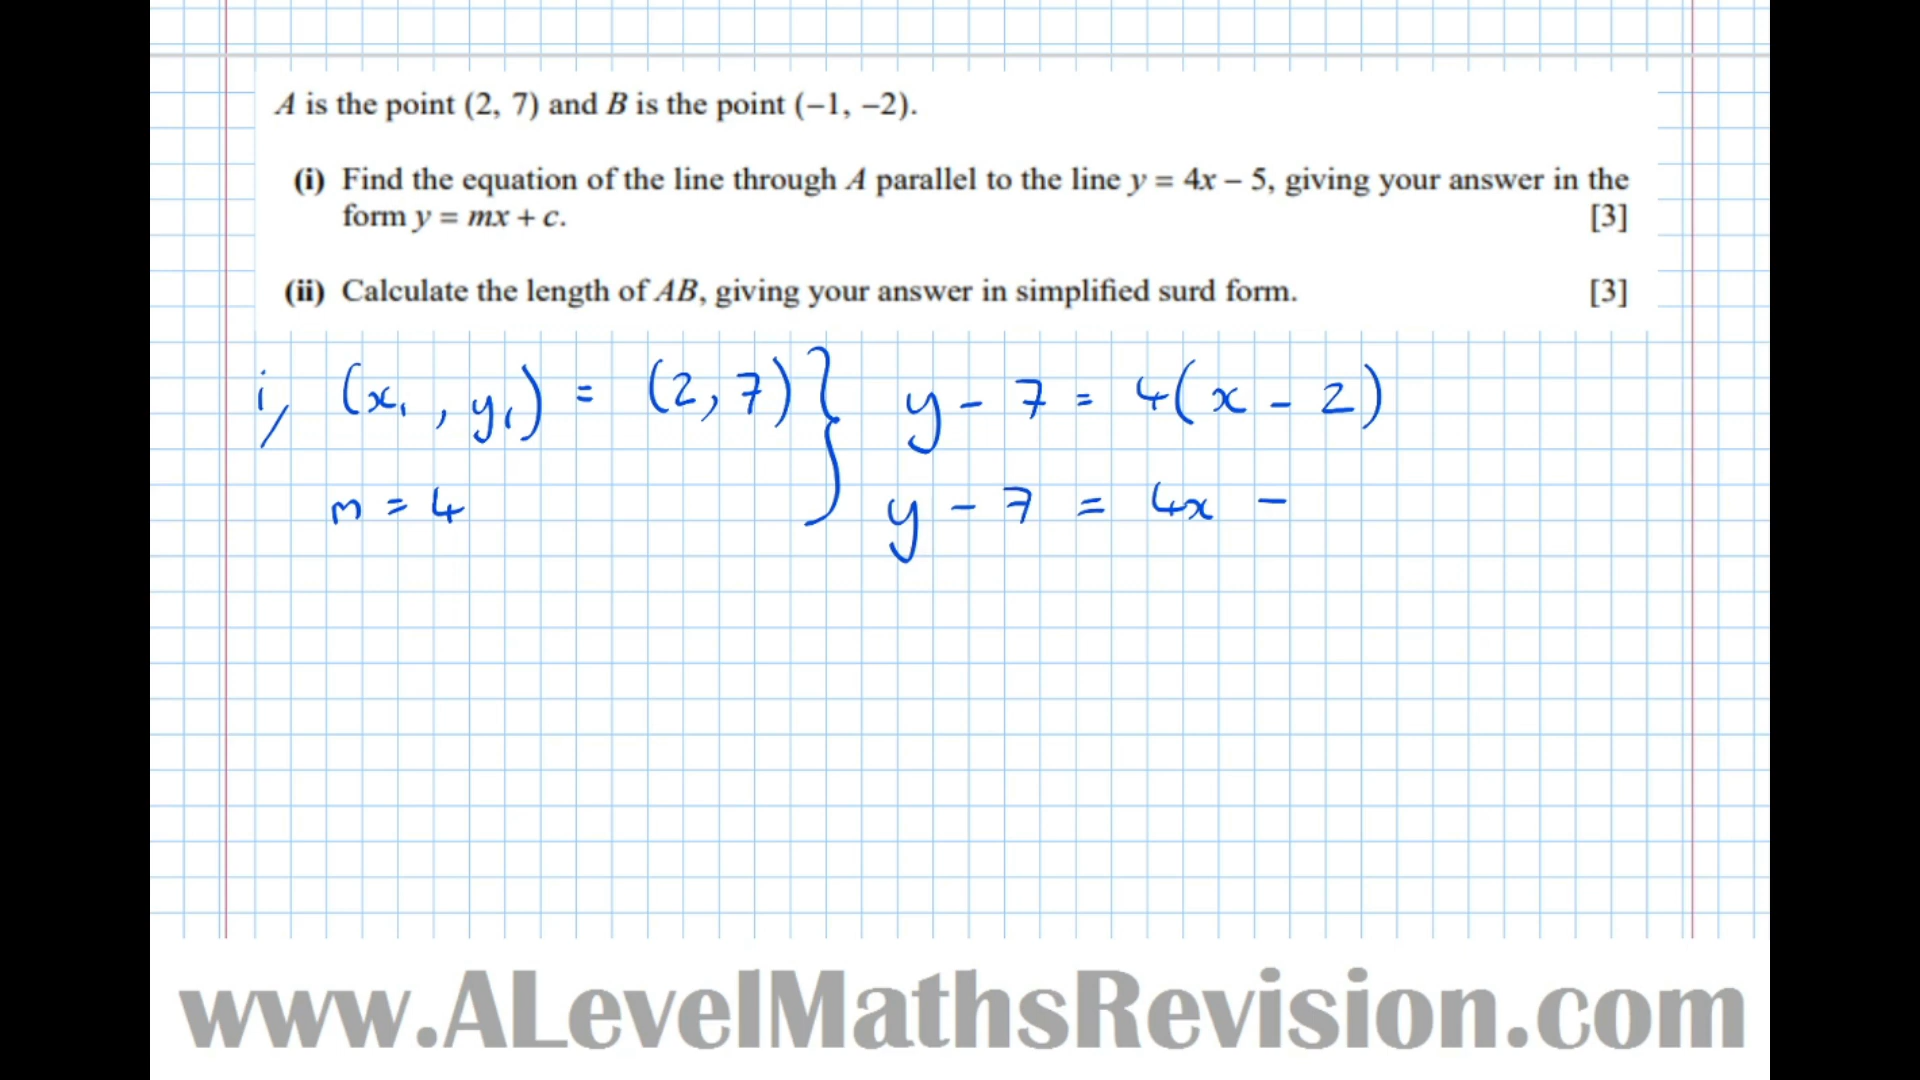 A is the point (2, 7) and B is the point (−1, −2).
(i) Find the equation of the line through A parallel to the line y = 4x − 5, giving your answer in the
form y = mx + c. [3]
(ii) Calculate the length of AB, giving your answer in simplified surd form. [3]
i, (x₁, y₁) = (2, 7) } y − 7 = 4(x − 2)
m = 4 y − 7 = 4x −
www.ALevelMathsRevision.com